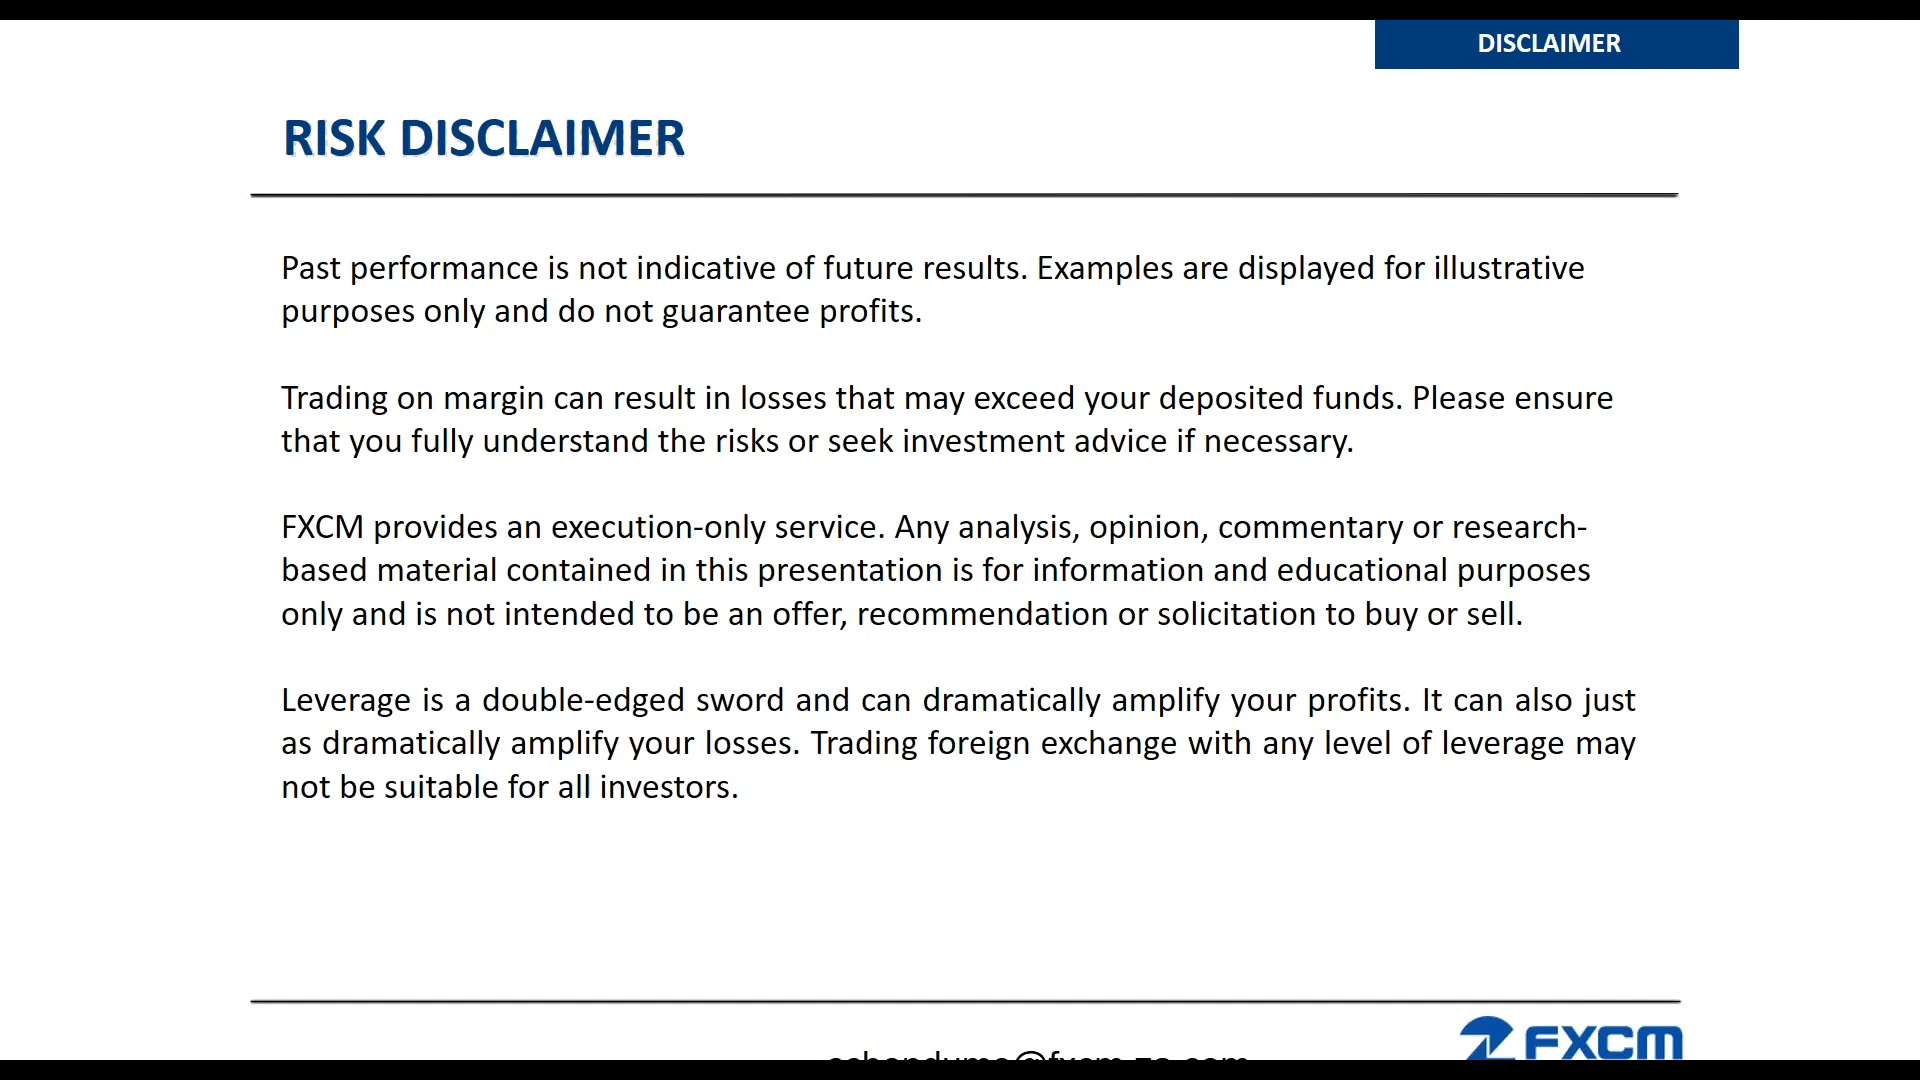 DISCLAIMER
RISK DISCLAIMER
Past performance is not indicative of future results. Examples are displayed for illustrative
purposes only and do not guarantee profits.
Trading on margin can result in losses that may exceed your deposited funds. Please ensure
that you fully understand the risks or seek investment advice if necessary.
FXCM provides an execution-only service. Any analysis, opinion, commentary or research-
based material contained in this presentation is for information and educational purposes
only and is not intended to be an offer, recommendation or solicitation to buy or sell.
Leverage is a double-edged sword and can dramatically amplify your profits. It can also just
as dramatically amplify your losses. Trading foreign exchange with any level of leverage may
not be suitable for all investors.
FXCM